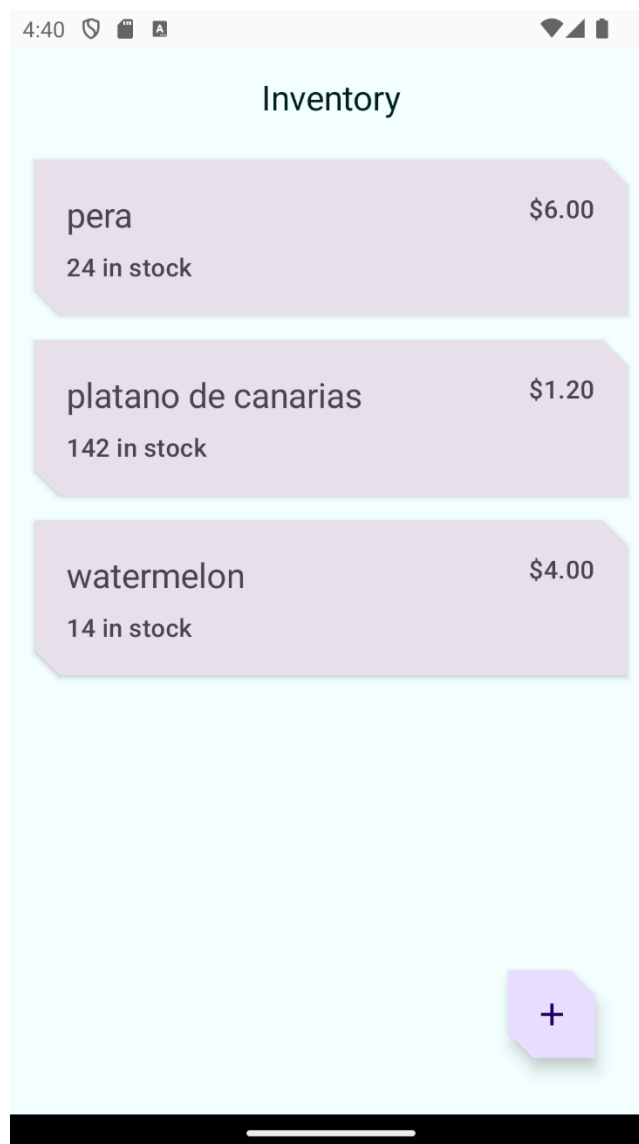 4:40
Inventory
pera
$6.00
24 in stock
platano de canarias
$1.20
142 in stock
watermelon
$4.00
14 in stock
+